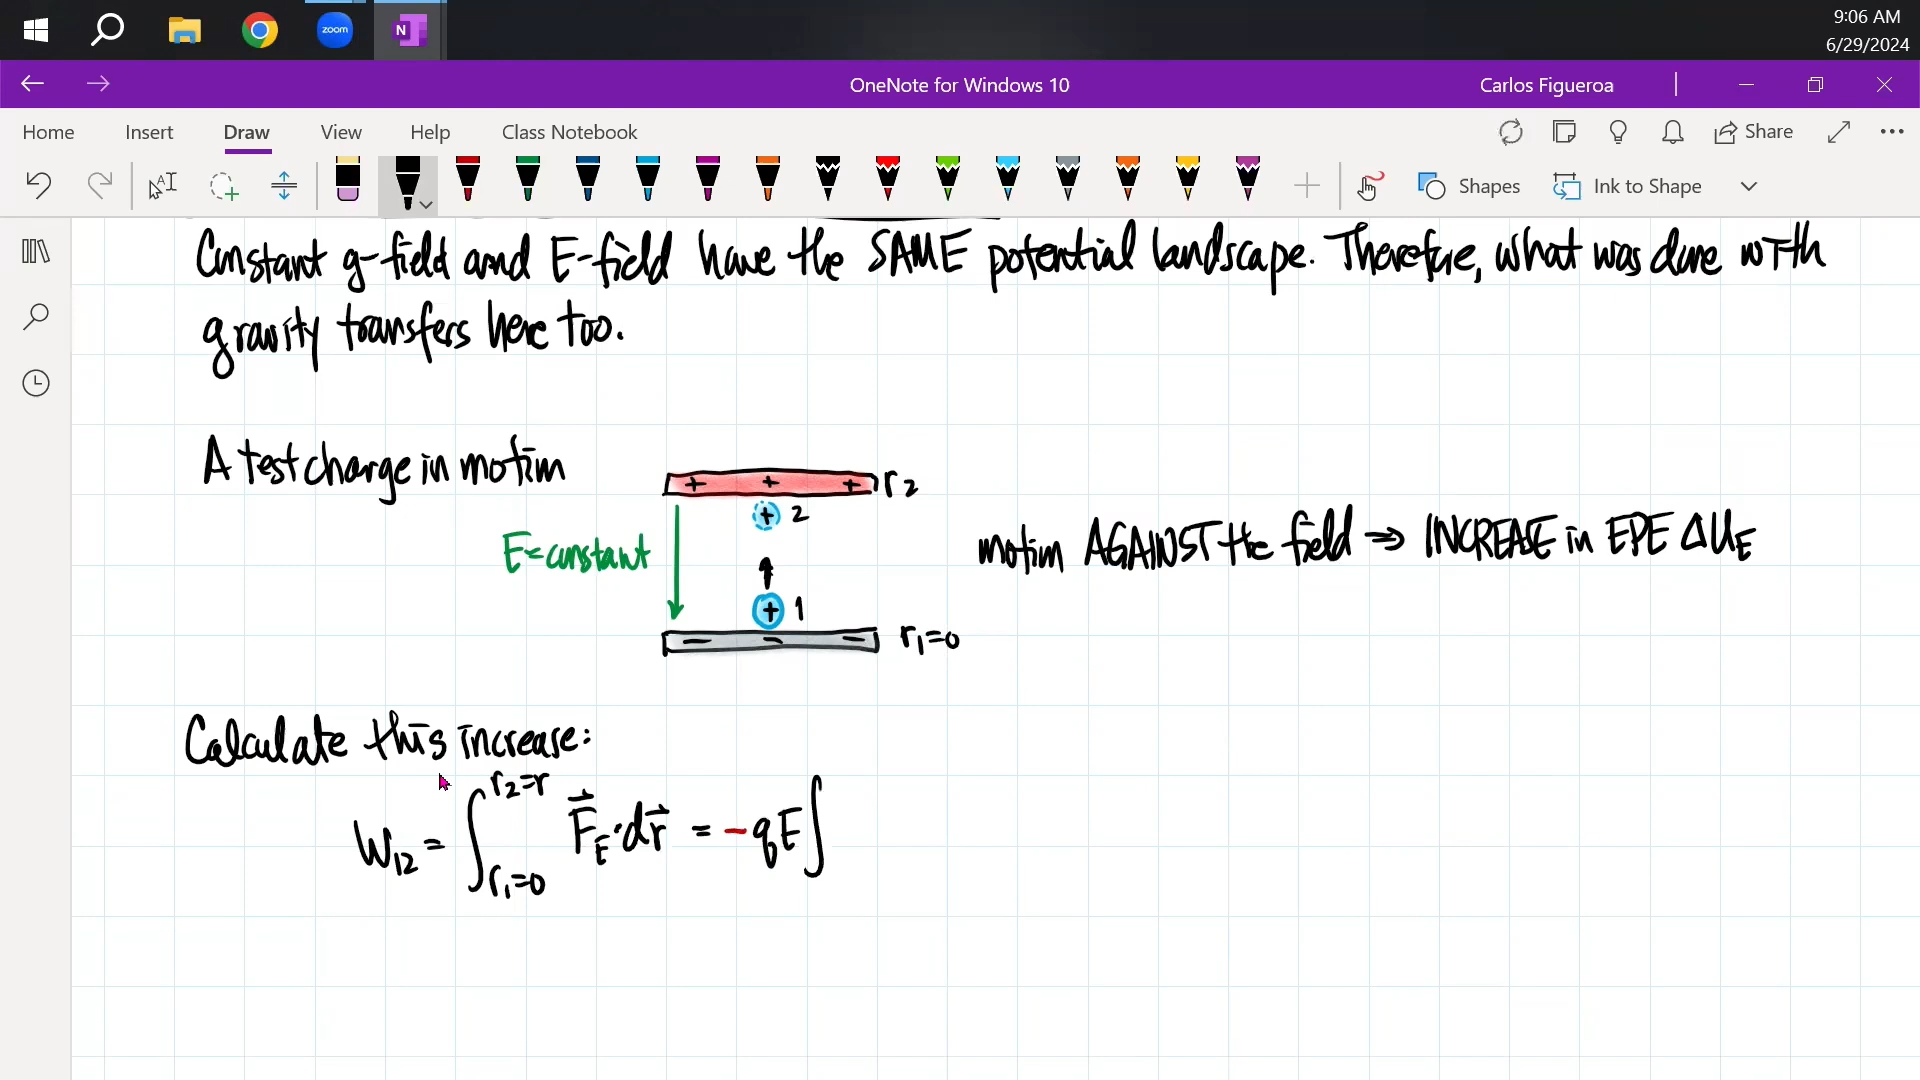 9:06 AM
6/29/2024
zoom
N
OneNote for Windows 10
Carlos Figueroa
Home Insert Draw View Help Class Notebook
Share
Shapes
Ink to Shape
Constant g-field and E-field have the SAME potential landscape. Therefore, what was done with
gravity transfers here too.
A test charge in motion
+ + + r₂
+ 2
E=constant
motion AGAINST the field ⇒ INCREASE in EPE ΔU_E
+ 1
− − − r₁=0
Calculate this increase:
W₁₂ = ∫_{r₁=0}^{r₂=r} F⃗_E · dr⃗ = -qE∫